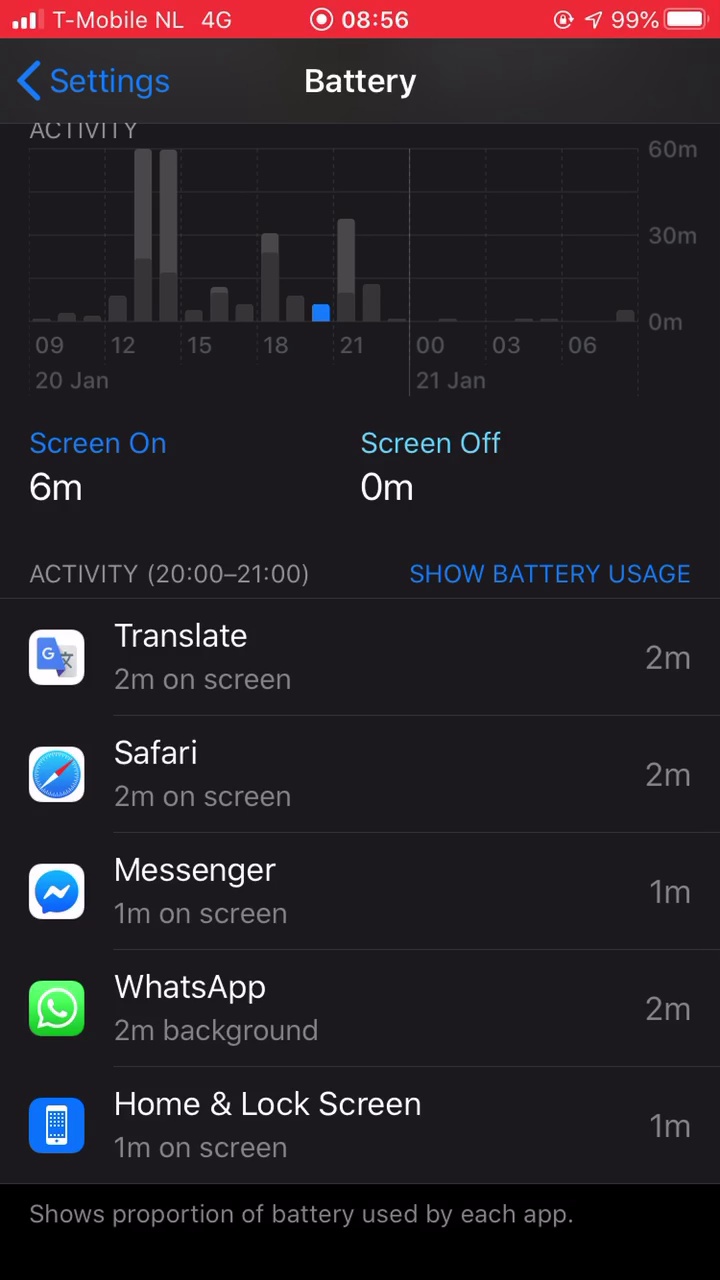 T-Mobile NL 4G 08:56 99%
Settings Battery
ACTIVITY
60m
30m
0m
09 12 15 18 21 00 03 06
20 Jan 21 Jan
Screen On Screen Off
6m 0m
ACTIVITY (20:00–21:00) SHOW BATTERY USAGE
Translate
2m on screen 2m
Safari
2m on screen 2m
Messenger
1m on screen 1m
WhatsApp
2m background 2m
Home & Lock Screen
1m on screen 1m
Shows proportion of battery used by each app.